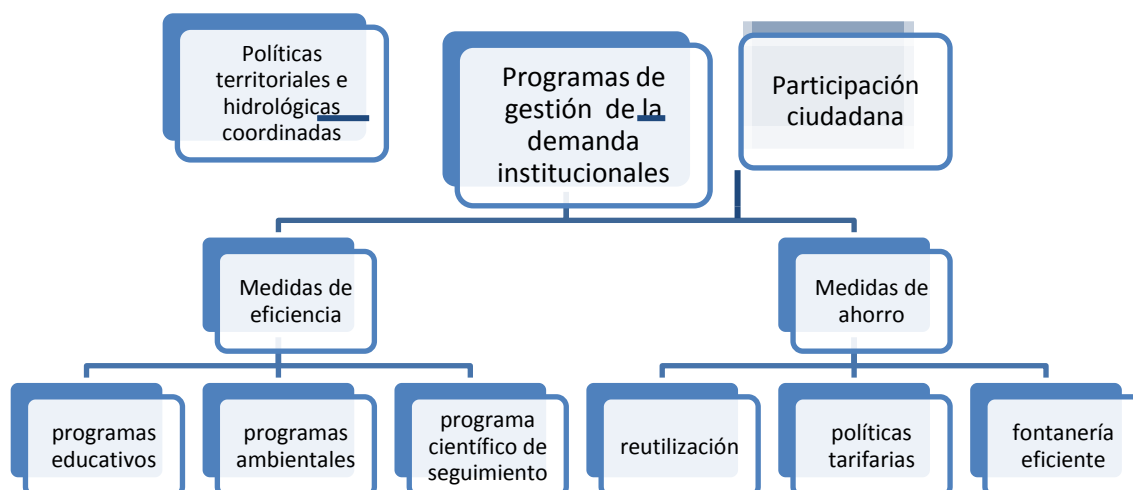 Políticas
territoriales e
hidrológicas
coordinadas
Programas de
gestión de la
demanda
institucionales
Participación
ciudadana
Medidas de
eficiencia
Medidas de
ahorro
programas
educativos
programas
ambientales
programa
científico de
seguimiento
reutilización
políticas
tarifarias
fontanería
eficiente